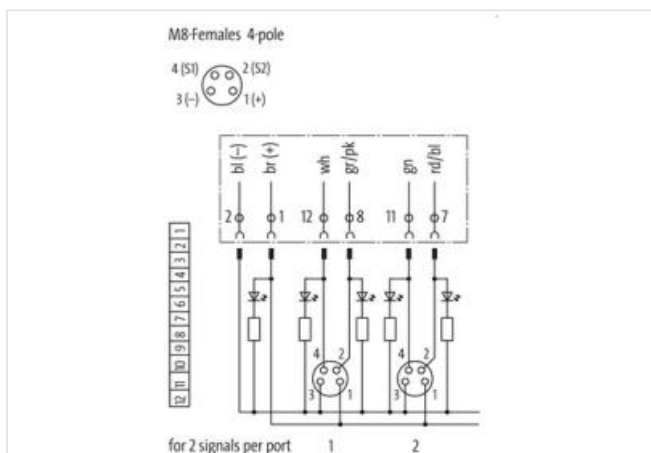 M8-Females 4-pole
4 (S1) 2 (S2)
3 (–) 1 (+)
bl (–) br (+) wh gr/pk gn rd/bl
2 1 12 8 11 7
1
2
3
4
5
6
7
8
9
10
11
12
4 2 4 2
3 1 3 1
for 2 signals per port 1 2